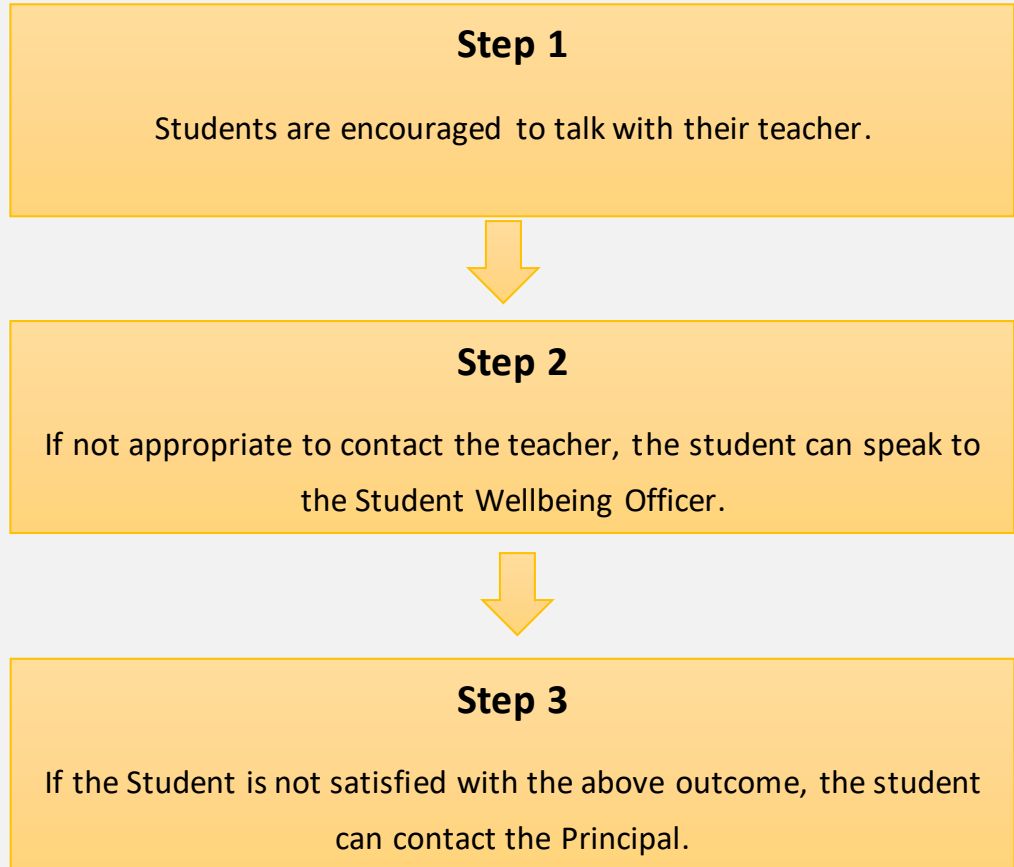 Step 1
Students are encouraged to talk with their teacher.
Step 2
If not appropriate to contact the teacher, the student can speak to
the Student Wellbeing Officer.
Step 3
If the Student is not satisfied with the above outcome, the student
can contact the Principal.